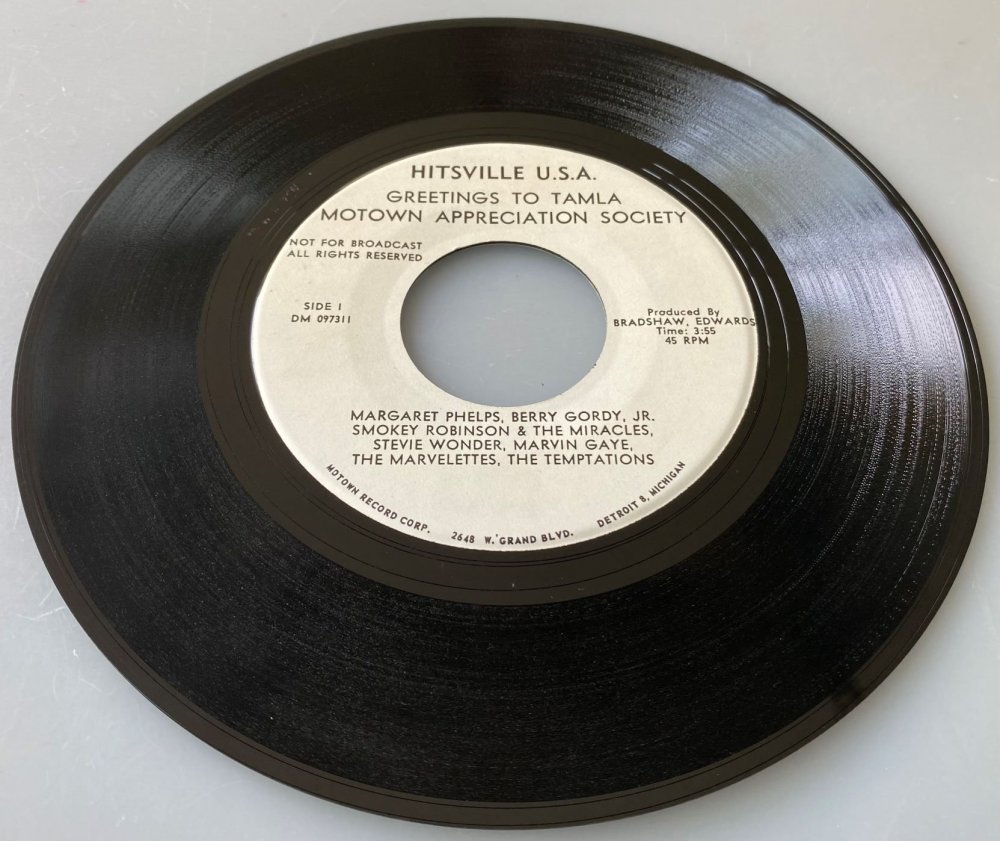 HITSVILLE U.S.A.
GREETINGS TO TAMLA
MOTOWN APPRECIATION SOCIETY
NOT FOR BROADCAST
ALL RIGHTS RESERVED
SIDE I
DM 097311
Produced By
BRADSHAW, EDWARDS
Time: 3:55
45 RPM
MARGARET PHELPS, BERRY GORDY, JR.
SMOKEY ROBINSON & THE MIRACLES,
STEVIE WONDER, MARVIN GAYE,
THE MARVELETTES, THE TEMPTATIONS
MOTOWN RECORD CORP. 2648 W. GRAND BLVD. DETROIT 8, MICHIGAN